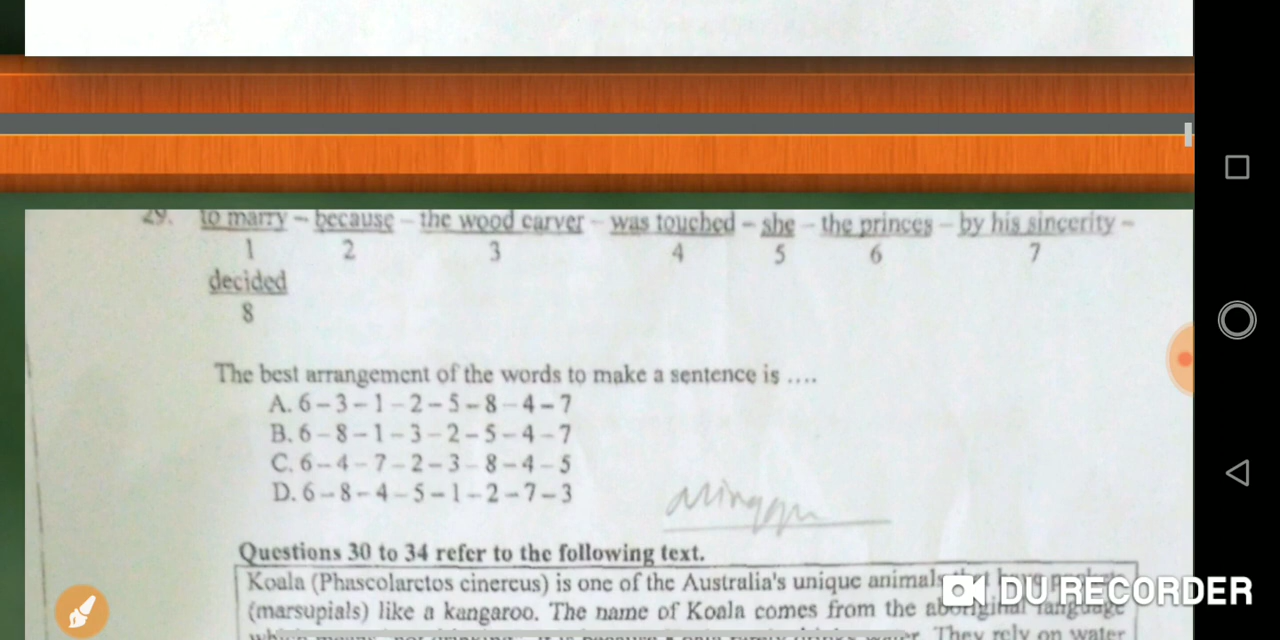 29. to marry – because – the wood carver – was touched – she – the princes – by his sincerity –
1 2 3 4 5 6 7
decided
8
The best arrangement of the words to make a sentence is ....
A. 6 – 3 – 1 – 2 – 5 – 8 – 4 – 7
B. 6 – 8 – 1 – 3 – 2 – 5 – 4 – 7
C. 6 – 4 – 7 – 2 – 3 – 8 – 4 – 5
D. 6 – 8 – 4 – 5 – 1 – 2 – 7 – 3
Questions 30 to 34 refer to the following text.
Koala (Phascolarctos cinercus) is one of the Australia's unique animals that have
(marsupials) like a kangaroo. The name of Koala comes from the aboriginal language
They rely on water
DU RECORDER